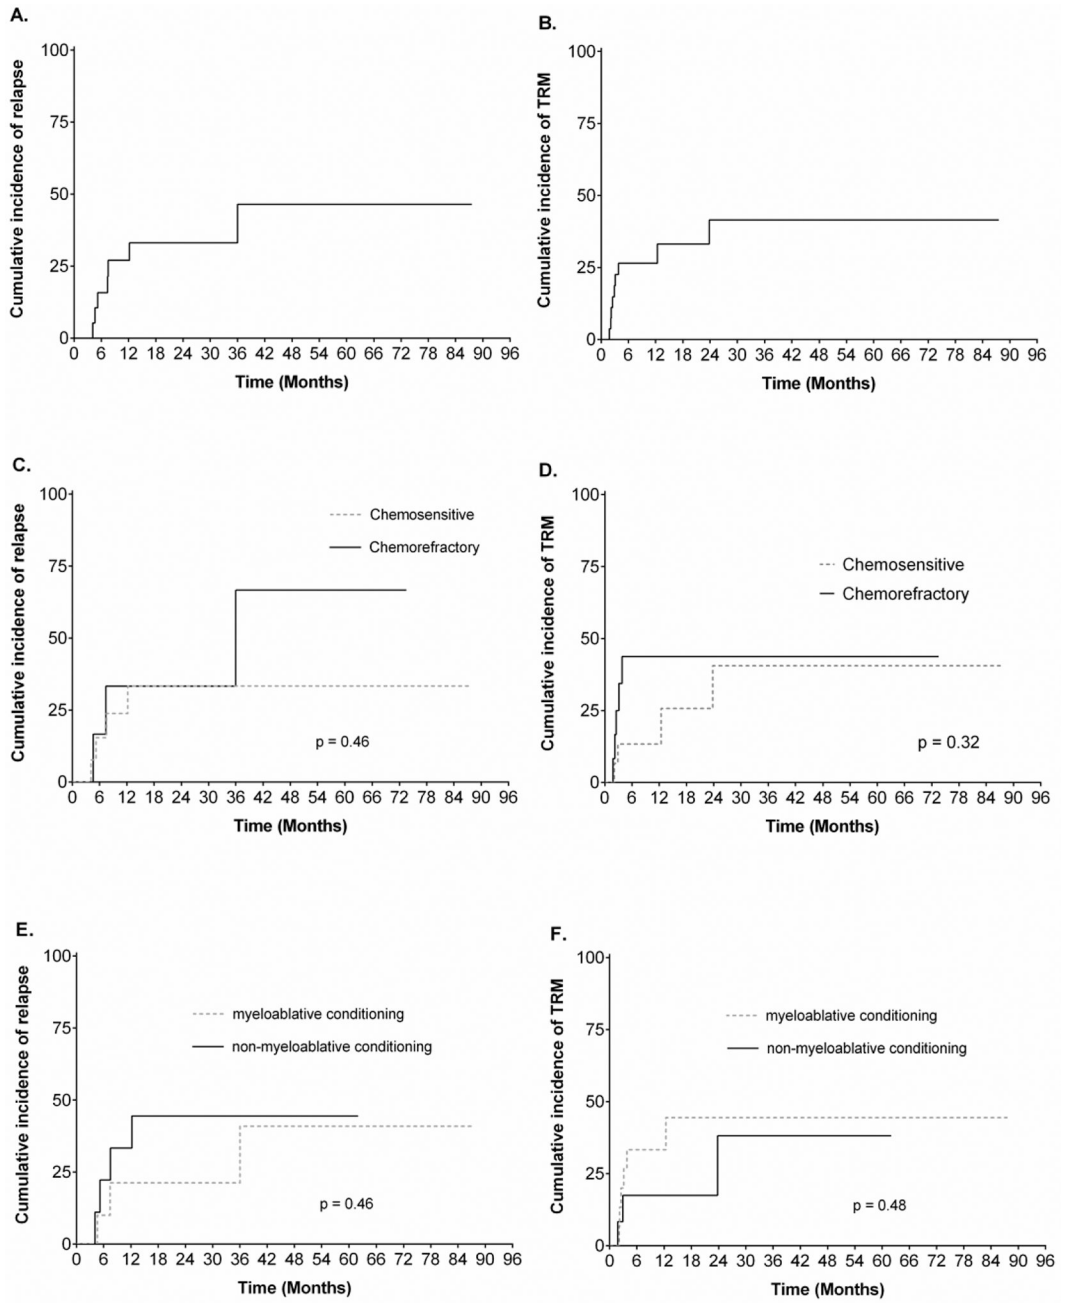 A.
Cumulative incidence of relapse
100
75
50
25
0
0 6 12 18 24 30 36 42 48 54 60 66 72 78 84 90 96
Time (Months)
B.
Cumulative incidence of TRM
100
75
50
25
0
0 6 12 18 24 30 36 42 48 54 60 66 72 78 84 90 96
Time (Months)
C.
Cumulative incidence of relapse
100
75
50
25
0
Chemosensitive
Chemorefractory
p = 0.46
0 6 12 18 24 30 36 42 48 54 60 66 72 78 84 90 96
Time (Months)
D.
Cumulative incidence of TRM
100
75
50
25
0
Chemosensitive
Chemorefractory
p = 0.32
0 6 12 18 24 30 36 42 48 54 60 66 72 78 84 90 96
Time (Months)
E.
Cumulative incidence of relapse
100
75
50
25
0
myeloablative conditioning
non-myeloablative conditioning
p = 0.46
0 6 12 18 24 30 36 42 48 54 60 66 72 78 84 90 96
Time (Months)
F.
Cumulative incidence of TRM
100
75
50
25
0
myeloablative conditioning
non-myeloablative conditioning
p = 0.48
0 6 12 18 24 30 36 42 48 54 60 66 72 78 84 90 96
Time (Months)